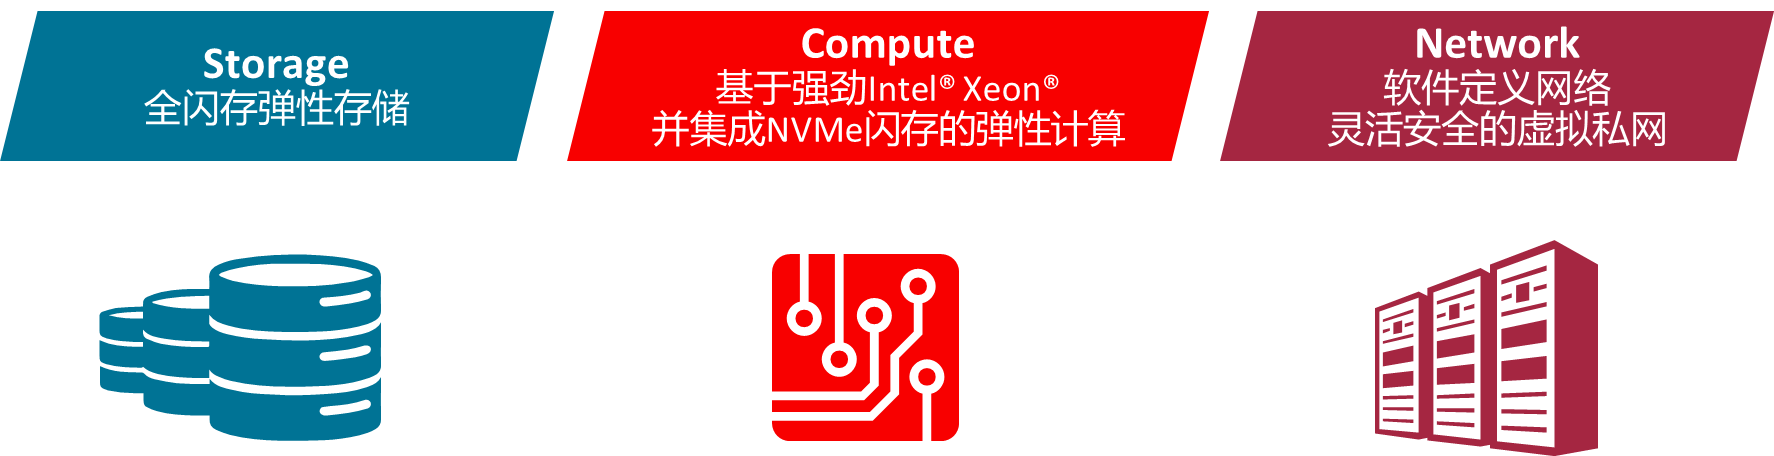 Storage
全闪存弹性存储
Compute
基于强劲Intel® Xeon®
并集成NVMe闪存的弹性计算
Network
软件定义网络
灵活安全的虚拟私网